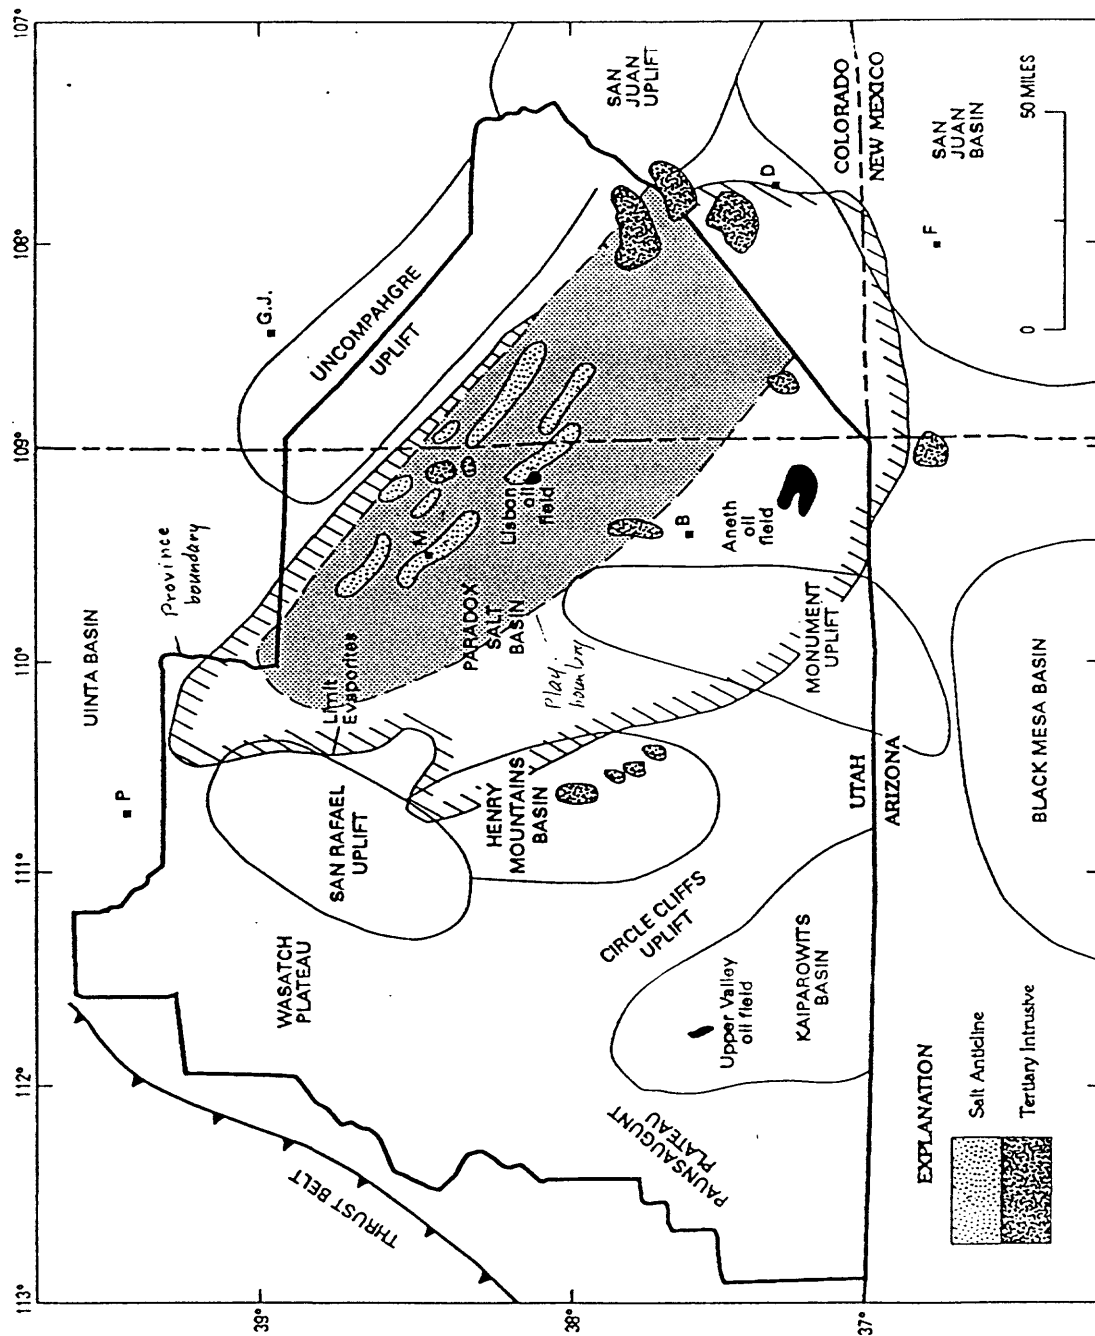 113°
112°
111°
110°
109°
108°
107°
39°
38°
37°
THRUST BELT
WASATCH
PLATEAU
UINTA BASIN
P
Province
boundary
G.J.
UNCOMPAHGRE
UPLIFT
SAN RAFAEL
UPLIFT
Limit
Evaporites
PARADOX
SALT
BASIN
M
Lisbon
oil
field
Play
boundary
HENRY
MOUNTAINS
BASIN
CIRCLE CLIFFS
UPLIFT
PAUNSAUGUNT
PLATEAU
Upper Valley
oil field
KAIPAROWITS
BASIN
MONUMENT
UPLIFT
B
Aneth
oil
field
SAN
JUAN
UPLIFT
D
COLORADO
NEW MEXICO
UTAH
ARIZONA
F
SAN
JUAN
BASIN
BLACK MESA BASIN
EXPLANATION
Salt Anticline
Tertiary Intrusive
0
50 MILES